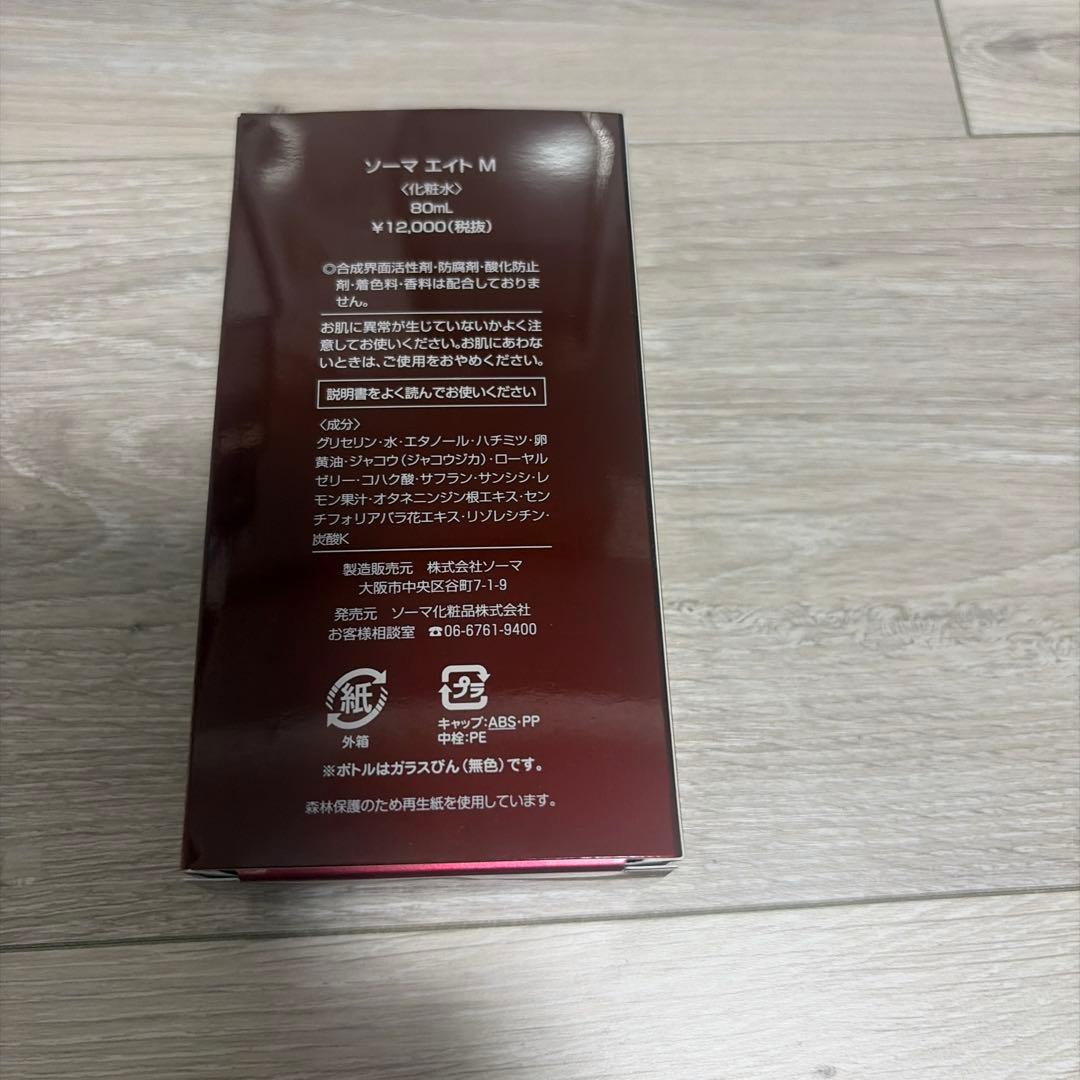 ソーマ エイト M
〈化粧水〉
80mL
¥12,000(税抜)
◎合成界面活性剤・防腐剤・酸化防止
剤・着色料・香料は配合しておりま
せん。
お肌に異常が生じていないかよく注
意してお使いください。お肌にあわな
いときは、ご使用をおやめください。
説明書をよく読んでお使いください
〈成分〉
グリセリン・水・エタノール・ハチミツ・卵
黄油・ジャコウ(ジャコウジカ)・ローヤル
ゼリー・コハク酸・サフラン・サンシシ・レ
モン果汁・オタネニンジン根エキス・セン
チフォリアバラ花エキス・リゾレシチン・
炭酸K
製造販売元 株式会社ソーマ
大阪市中央区谷町7-1-9
発売元 ソーマ化粧品株式会社
お客様相談室 ☎06-6761-9400
紙
外箱
プラ
キャップ:ABS・PP
中栓:PE
※ボトルはガラスびん(無色)です。
森林保護のため再生紙を使用しています。